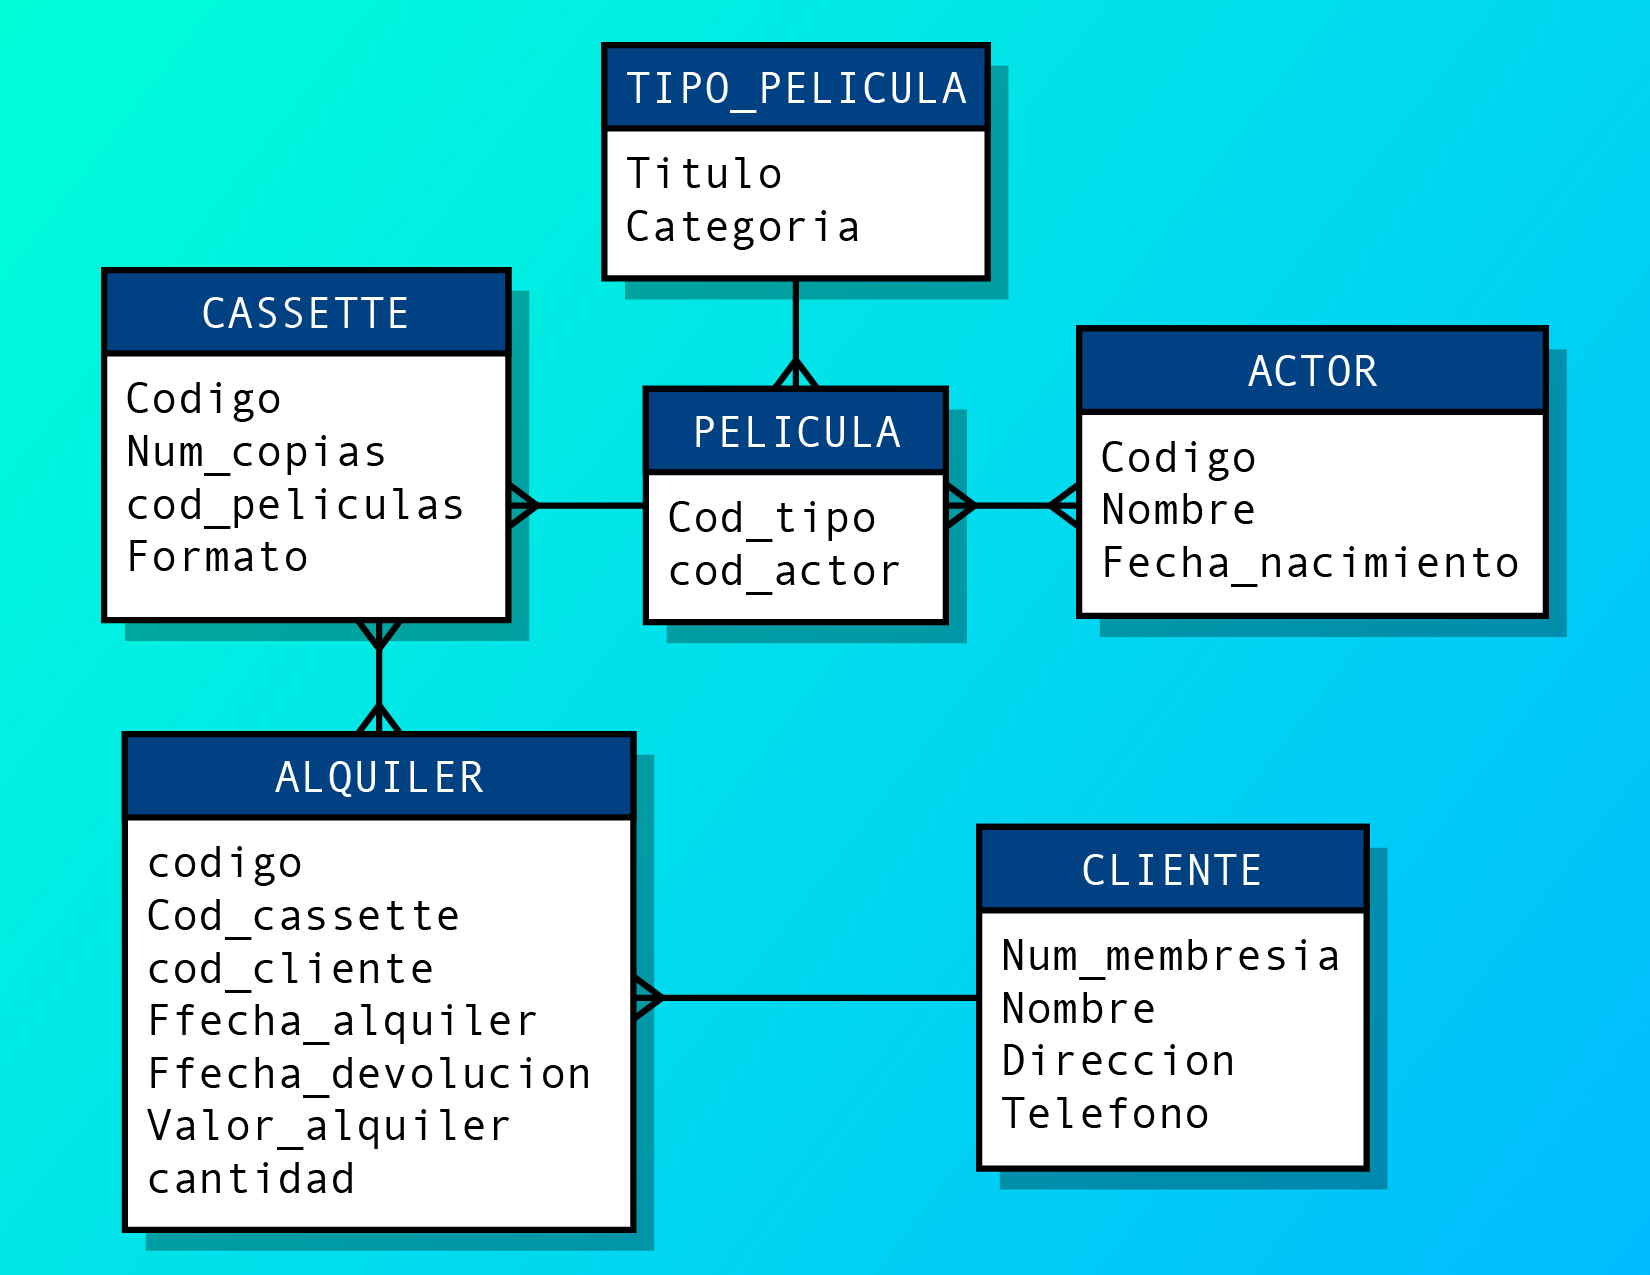 TIPO_PELICULA
Titulo
Categoria
CASSETTE
Codigo
Num_copias
cod_peliculas
Formato
PELICULA
Cod_tipo
cod_actor
ACTOR
Codigo
Nombre
Fecha_nacimiento
ALQUILER
codigo
Cod_cassette
cod_cliente
Ffecha_alquiler
Ffecha_devolucion
Valor_alquiler
cantidad
CLIENTE
Num_membresia
Nombre
Direccion
Telefono